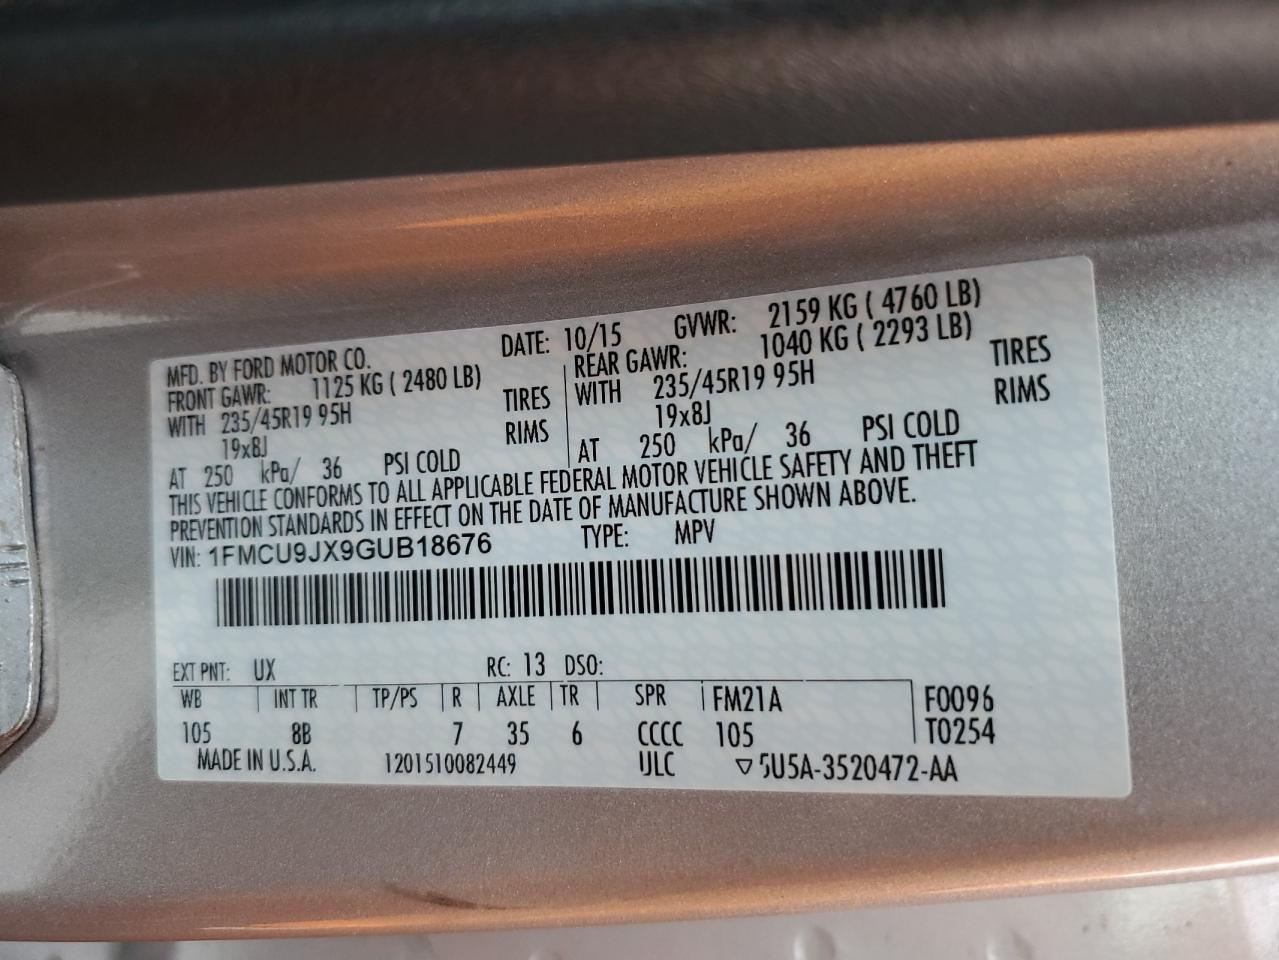 MFD. BY FORD MOTOR CO. DATE: 10/15 GVWR: 2159 KG ( 4760 LB)
FRONT GAWR: 1125 KG ( 2480 LB) REAR GAWR: 1040 KG ( 2293 LB)
WITH 235/45R19 95H TIRES WITH 235/45R19 95H TIRES
19x8J RIMS 19x8J RIMS
AT 250 kPa/ 36 PSI COLD AT 250 kPa/ 36 PSI COLD
THIS VEHICLE CONFORMS TO ALL APPLICABLE FEDERAL MOTOR VEHICLE SAFETY AND THEFT
PREVENTION STANDARDS IN EFFECT ON THE DATE OF MANUFACTURE SHOWN ABOVE.
VIN: 1FMCU9JX9GUB18676 TYPE: MPV
EXT PNT: UX RC: 13 DSO:
WB INT TR TP/PS R AXLE TR SPR FM21A F0096
105 8B 7 35 6 CCCC 105 T0254
MADE IN U.S.A. 1201510082449 ULC ▽5U5A-3520472-AA